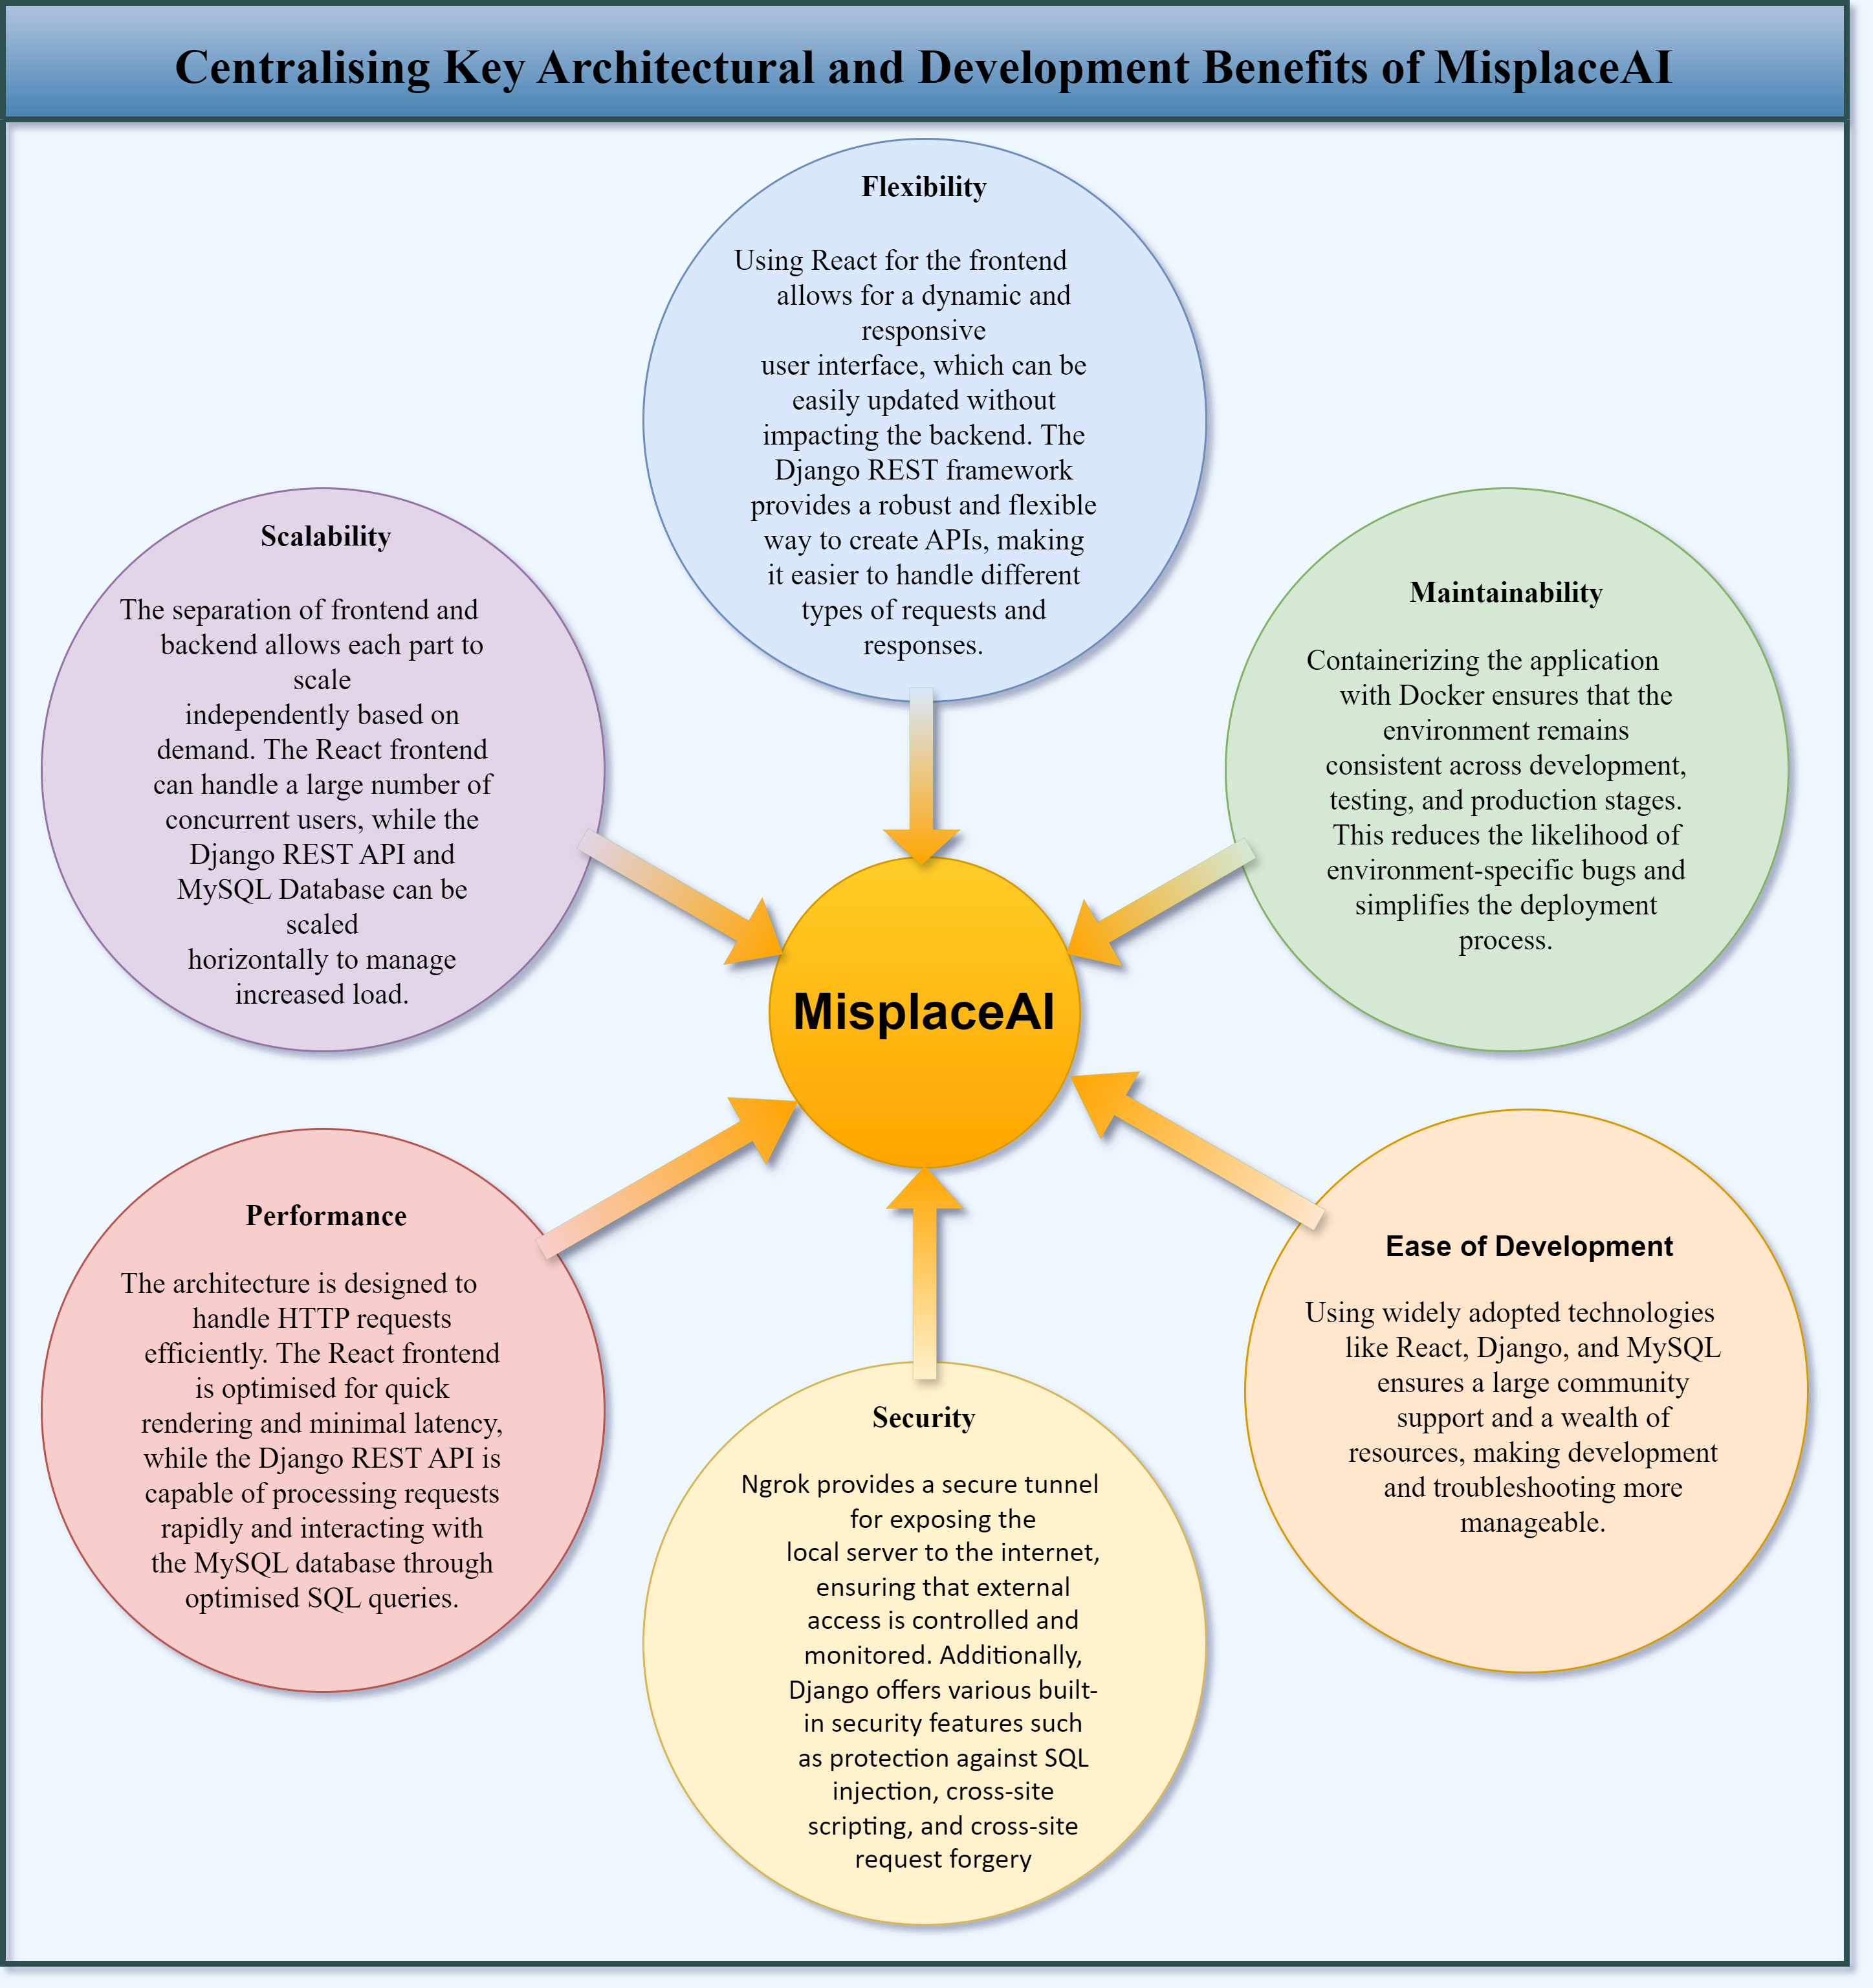 Centralising Key Architectural and Development Benefits of MisplaceAI
Flexibility
Using React for the frontend
allows for a dynamic and
responsive
user interface, which can be
easily updated without
impacting the backend. The
Django REST framework
provides a robust and flexible
way to create APIs, making
it easier to handle different
types of requests and
responses.
Scalability
The separation of frontend and
backend allows each part to
scale
independently based on
demand. The React frontend
can handle a large number of
concurrent users, while the
Django REST API and
MySQL Database can be
scaled
horizontally to manage
increased load.
Maintainability
Containerizing the application
with Docker ensures that the
environment remains
consistent across development,
testing, and production stages.
This reduces the likelihood of
environment-specific bugs and
simplifies the deployment
process.
MisplaceAI
Performance
The architecture is designed to
handle HTTP requests
efficiently. The React frontend
is optimised for quick
rendering and minimal latency,
while the Django REST API is
capable of processing requests
rapidly and interacting with
the MySQL database through
optimised SQL queries.
Ease of Development
Using widely adopted technologies
like React, Django, and MySQL
ensures a large community
support and a wealth of
resources, making development
and troubleshooting more
manageable.
Security
Ngrok provides a secure tunnel
for exposing the
local server to the internet,
ensuring that external
access is controlled and
monitored. Additionally,
Django offers various built-
in security features such
as protection against SQL
injection, cross-site
scripting, and cross-site
request forgery